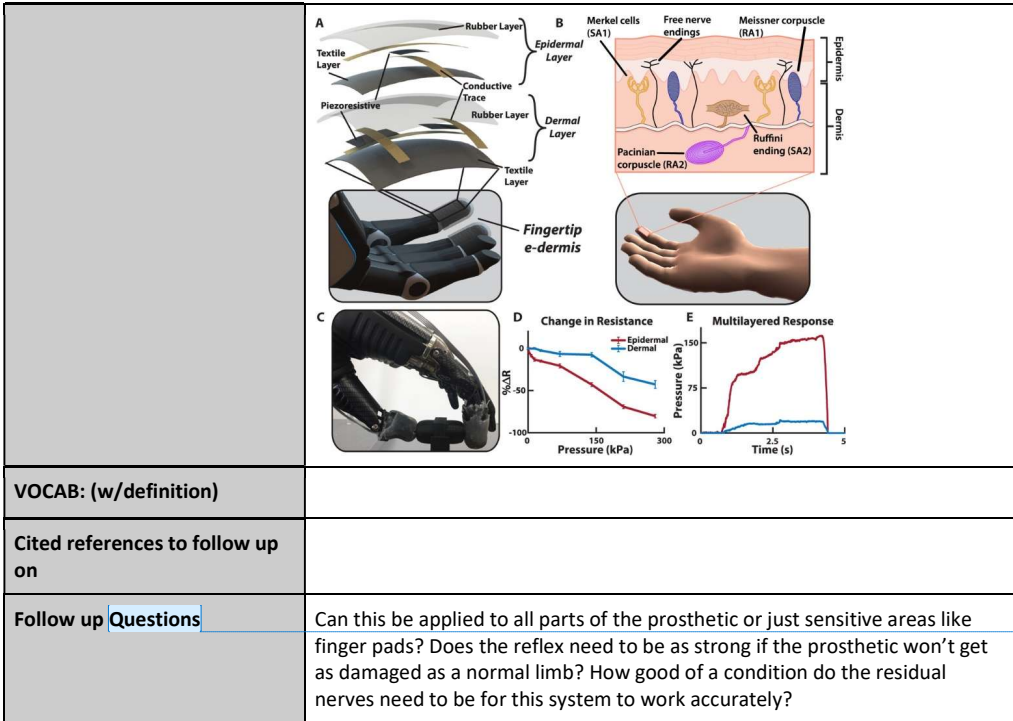 A
Rubber Layer
Epidermal
Layer
Textile
Layer
Conductive
Trace
Piezoresistive
Rubber Layer
Dermal
Layer
Textile
Layer
Fingertip
e-dermis
B
Merkel cells
(SA1)
Free nerve
endings
Meissner corpuscle
(RA1)
Epidermis
Dermis
Ruffini
ending (SA2)
Pacinian
corpuscle (RA2)
C
D
Change in Resistance
Epidermal
Dermal
%ΔR
0
-50
-100
0
150
300
Pressure (kPa)
E
Multilayered Response
Pressure (kPa)
150
75
0
0
2.5
5
Time (s)
VOCAB: (w/definition)
Cited references to follow up
on
Follow up Questions
Can this be applied to all parts of the prosthetic or just sensitive areas like
finger pads? Does the reflex need to be as strong if the prosthetic won’t get
as damaged as a normal limb? How good of a condition do the residual
nerves need to be for this system to work accurately?